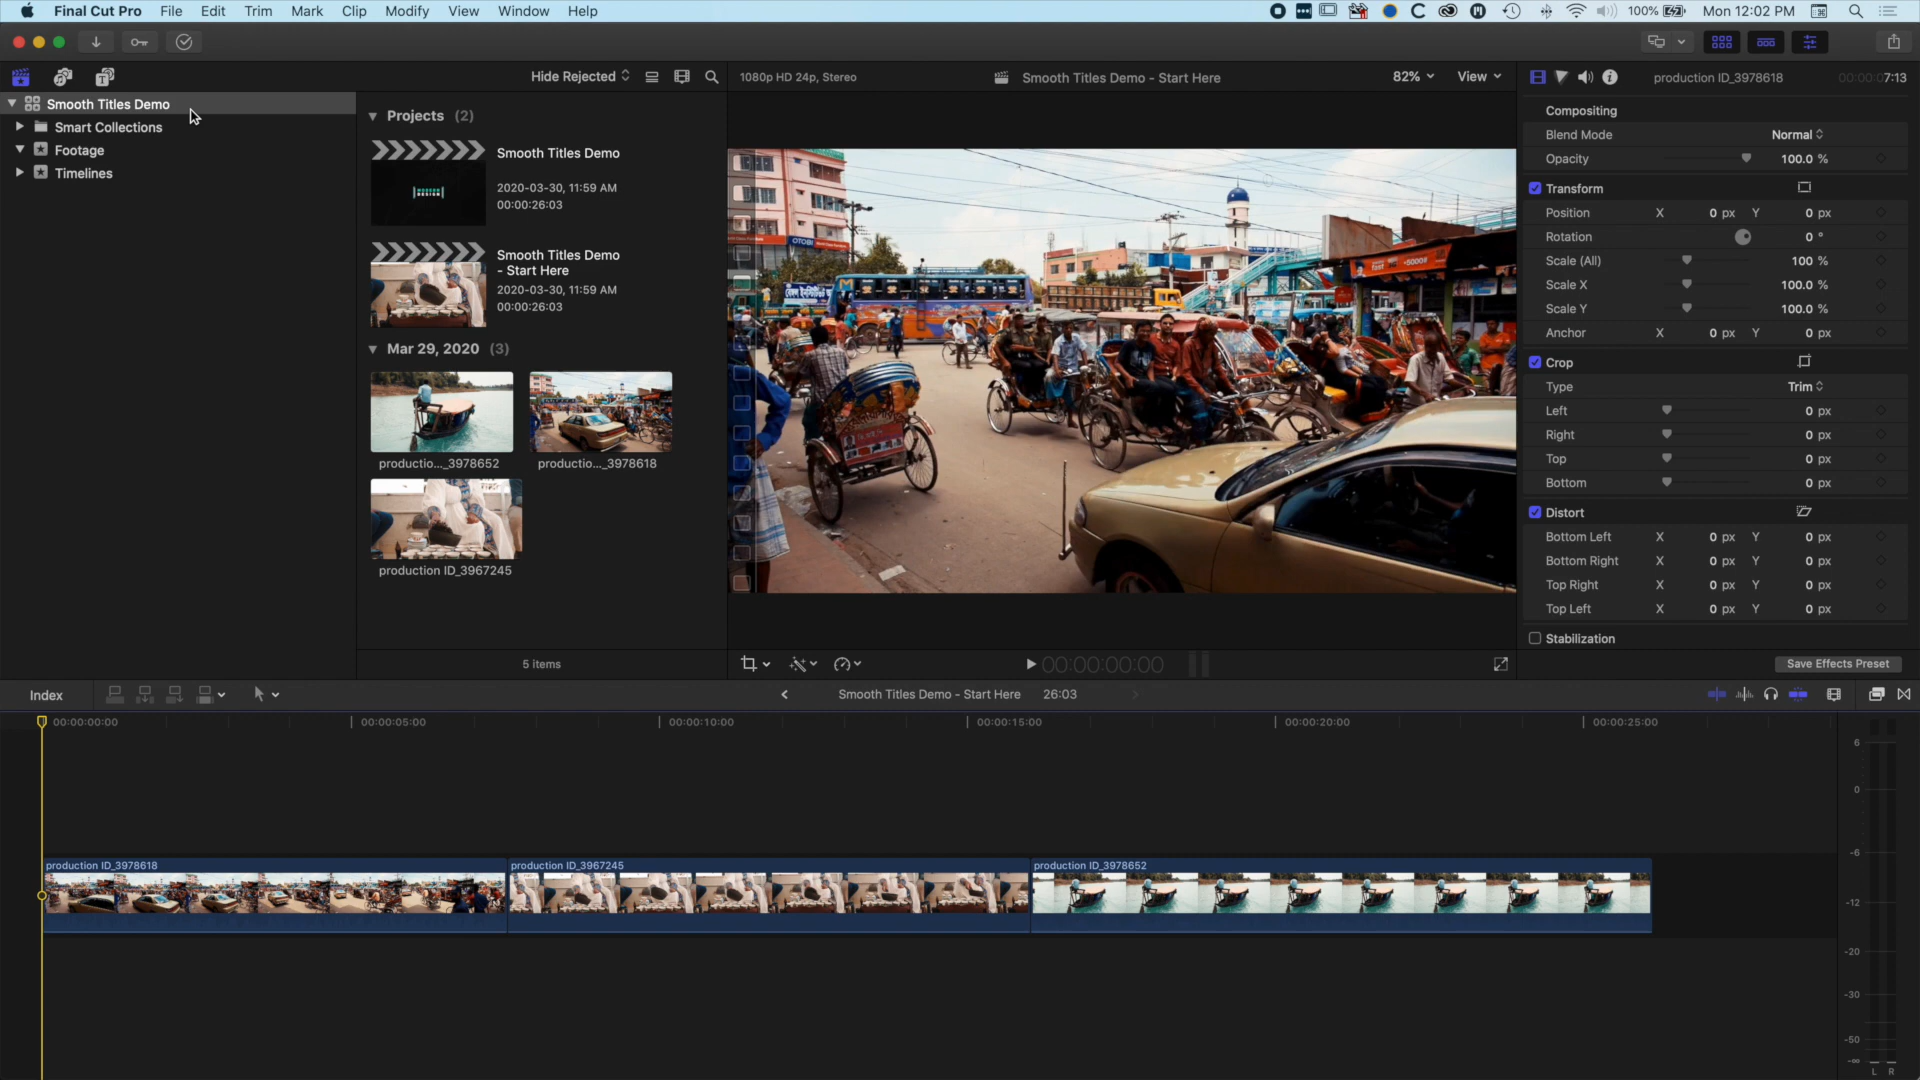 Final Cut Pro File Edit Trim Mark Clip Modify View Window Help
100% Mon 12:02 PM
Hide Rejected
1080p HD 24p, Stereo
Smooth Titles Demo - Start Here
82% View
production ID_3978618
00:00:07:13
Smooth Titles Demo
Smart Collections
Footage
Timelines
Projects (2)
Smooth Titles Demo
2020-03-30, 11:59 AM
00:00:26:03
DESIGN
Smooth Titles Demo
- Start Here
2020-03-30, 11:59 AM
00:00:26:03
Mar 29, 2020 (3)
productio..._3978652
productio..._3978618
production ID_3967245
5 items
OTOBI
fast
5000#
Compositing
Blend Mode Normal
Opacity 100.0 %
Transform
Position X 0 px Y 0 px
Rotation 0 °
Scale (All) 100 %
Scale X 100.0 %
Scale Y 100.0 %
Anchor X 0 px Y 0 px
Crop
Type Trim
Left 0 px
Right 0 px
Top 0 px
Bottom 0 px
Distort
Bottom Left X 0 px Y 0 px
Bottom Right X 0 px Y 0 px
Top Right X 0 px Y 0 px
Top Left X 0 px Y 0 px
Stabilization
Save Effects Preset
00:00:00:00
Index
Smooth Titles Demo - Start Here 26:03
00:00:00:00 00:00:05:00 00:00:10:00 00:00:15:00 00:00:20:00 00:00:25:00
production ID_3978618 production ID_3967245 production ID_3978652
6
0
-6
-12
-20
-30
-50
-∞
L R